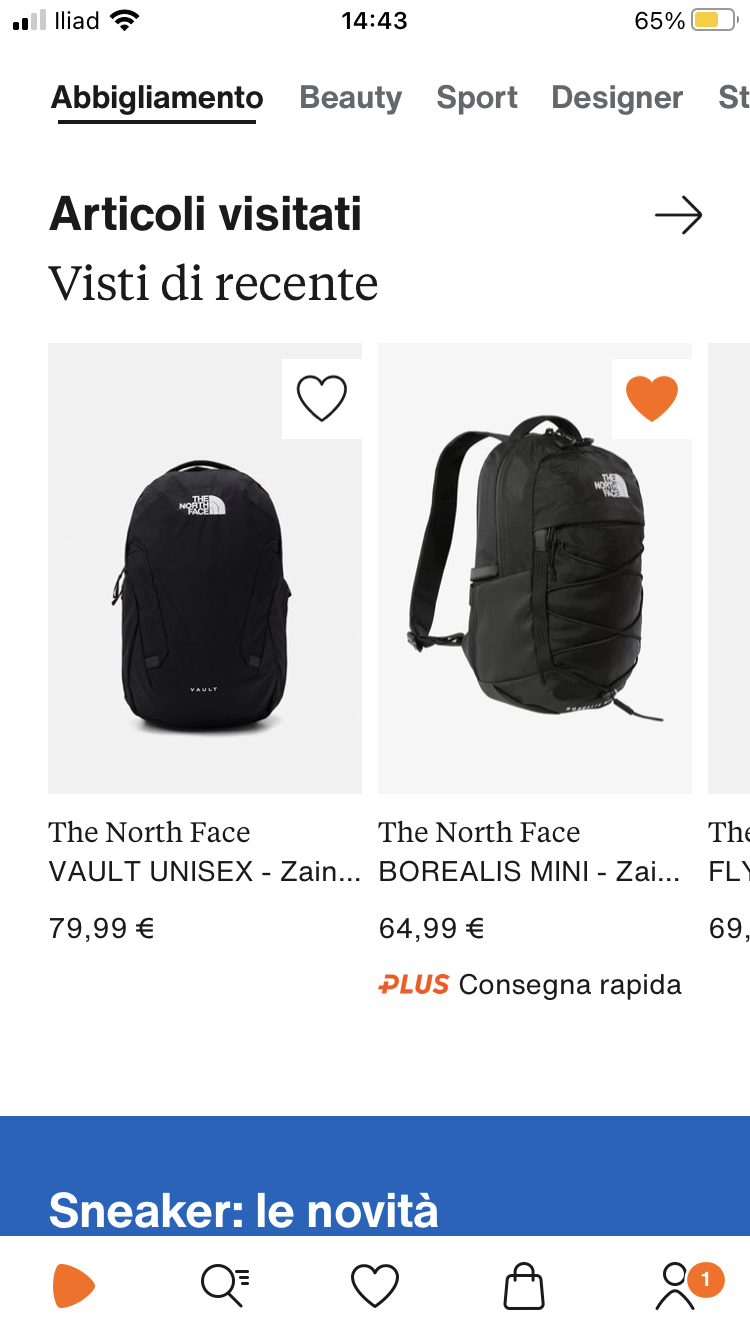 Iliad 14:43 65%
Abbigliamento Beauty Sport Designer St
Articoli visitati
Visti di recente
THE
NORTH
FACE
VAULT
THE
NORTH
FACE
BOREALIS
The North Face
VAULT UNISEX - Zain...
79,99 €
The North Face
BOREALIS MINI - Zai...
64,99 €
PLUS Consegna rapida
The
FLY
69,
Sneaker: le novità
1